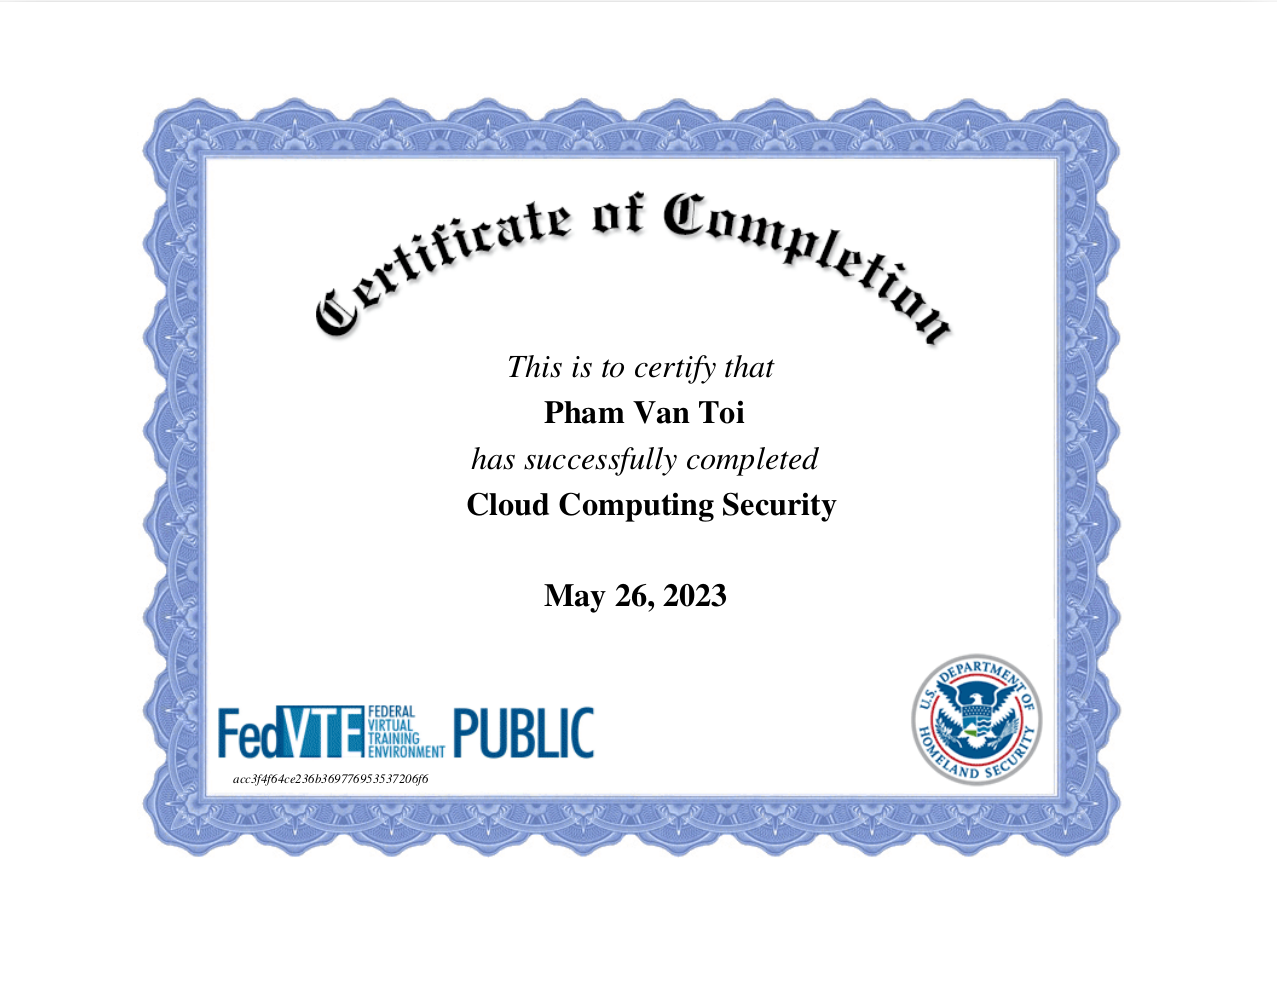 Certificate of Completion
This is to certify that
Pham Van Toi
has successfully completed
Cloud Computing Security
May 26, 2023
FedVTE FEDERAL VIRTUAL TRAINING ENVIRONMENT PUBLIC
acc3f4f64ce236b369776953537206f6
U.S. DEPARTMENT OF HOMELAND SECURITY